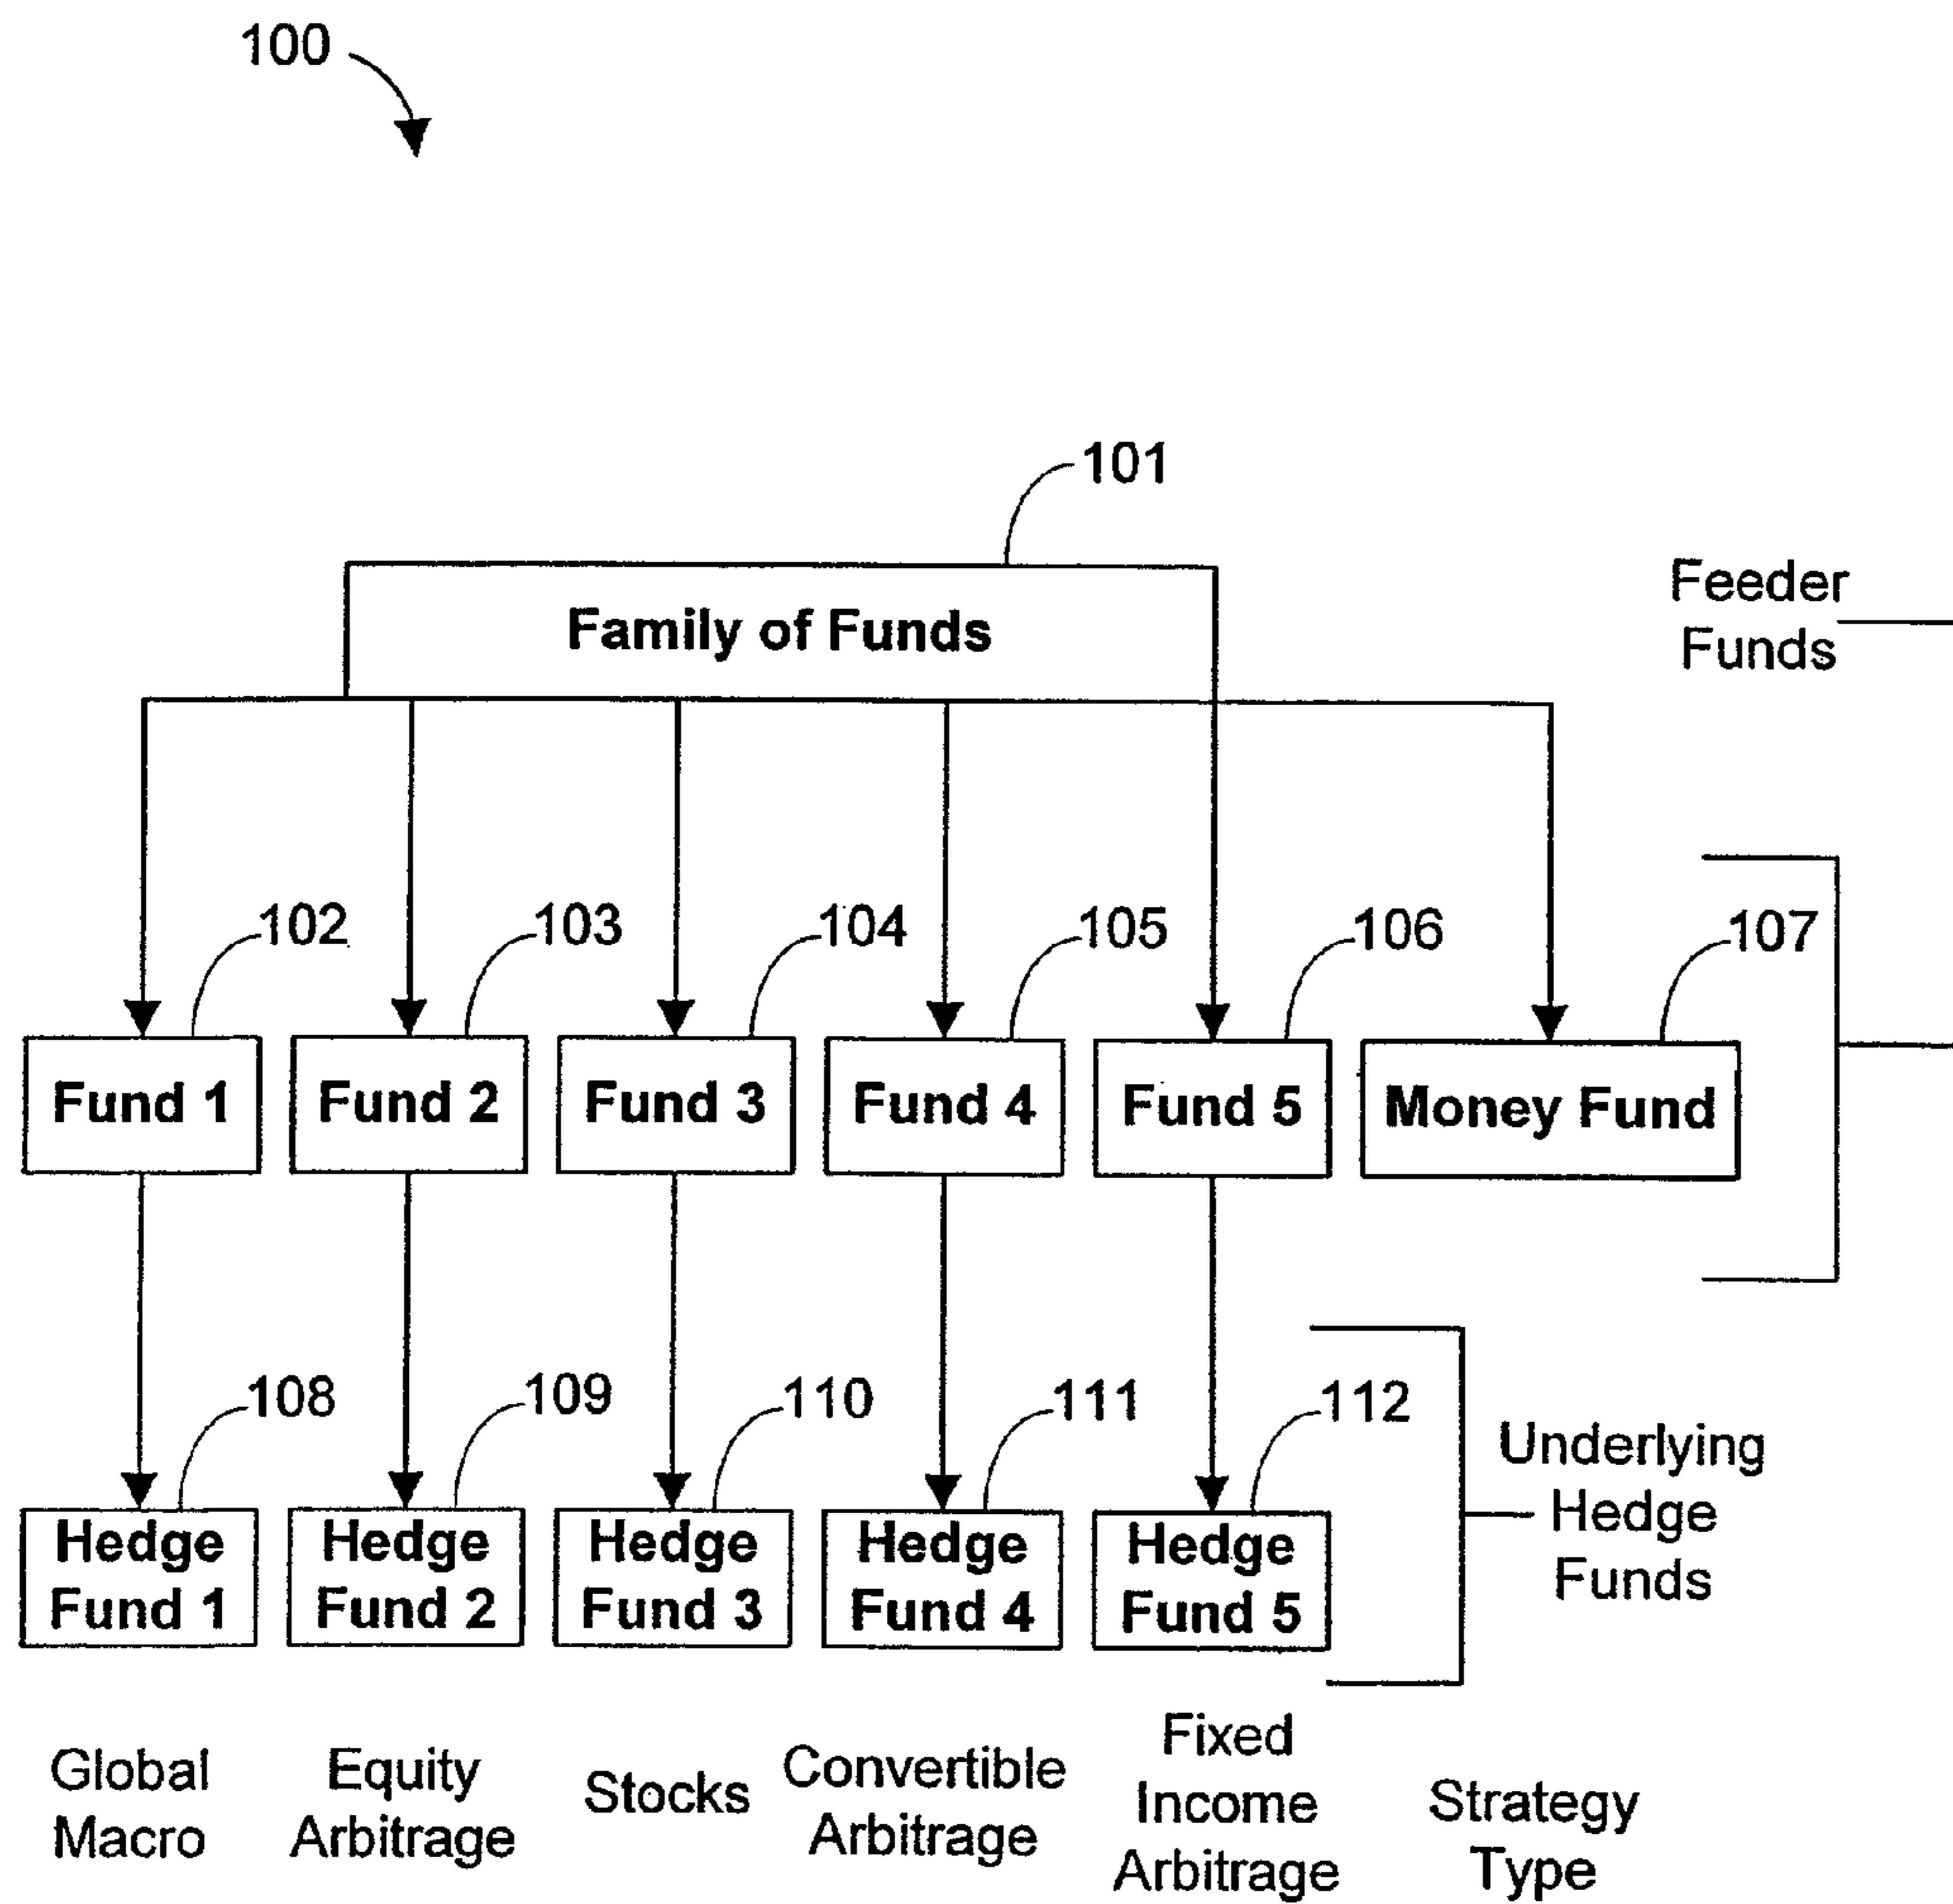 100
101
Family of Funds
Feeder
Funds
102
103
104
105
106
107
Fund 1
Fund 2
Fund 3
Fund 4
Fund 5
Money Fund
108
109
110
111
112
Underlying
Hedge
Funds
Hedge
Fund 1
Hedge
Fund 2
Hedge
Fund 3
Hedge
Fund 4
Hedge
Fund 5
Global
Macro
Equity
Arbitrage
Stocks
Convertible
Arbitrage
Fixed
Income
Arbitrage
Strategy
Type